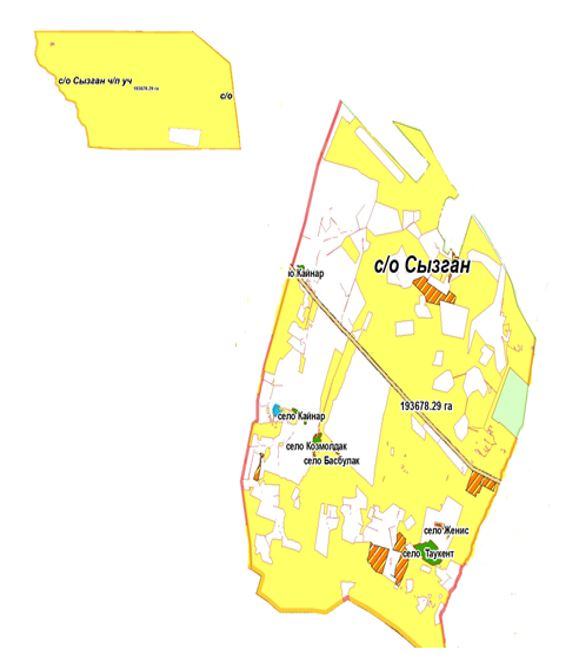 с/о Сызган ч/п уч
193678.29 га
с/о
с/о Сызган
ло Кайнар
193678.29 га
село Кайнар
село Козмолдак
село Басбулак
село Женис
село Таукент